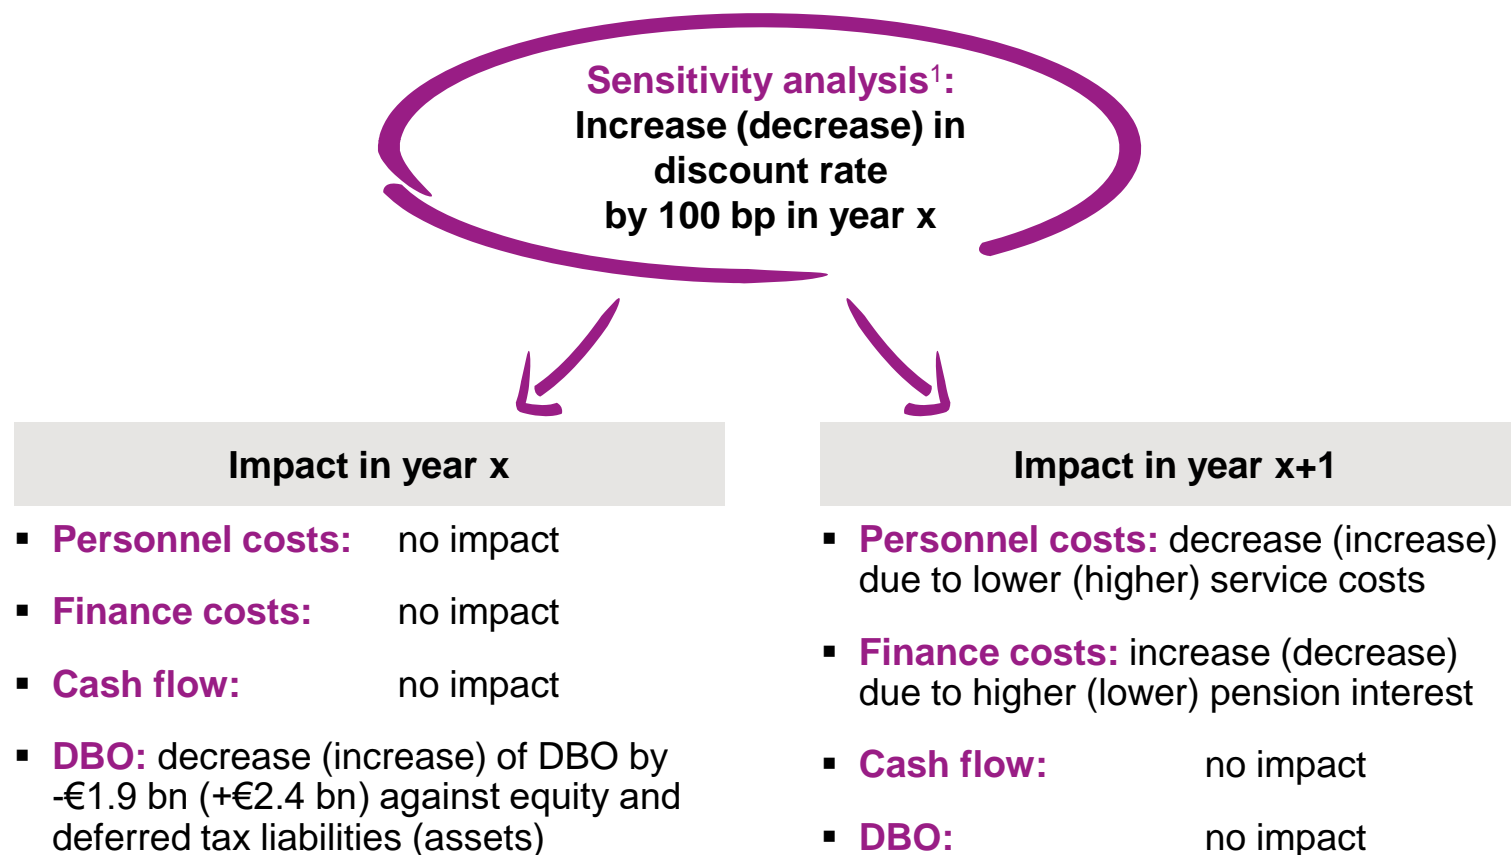 Sensitivity analysis¹:
Increase (decrease) in
discount rate
by 100 bp in year x
Impact in year x
▪ Personnel costs: no impact
▪ Finance costs: no impact
▪ Cash flow: no impact
▪ DBO: decrease (increase) of DBO by
-€1.9 bn (+€2.4 bn) against equity and
deferred tax liabilities (assets)
Impact in year x+1
▪ Personnel costs: decrease (increase)
due to lower (higher) service costs
▪ Finance costs: increase (decrease)
due to higher (lower) pension interest
▪ Cash flow: no impact
▪ DBO: no impact